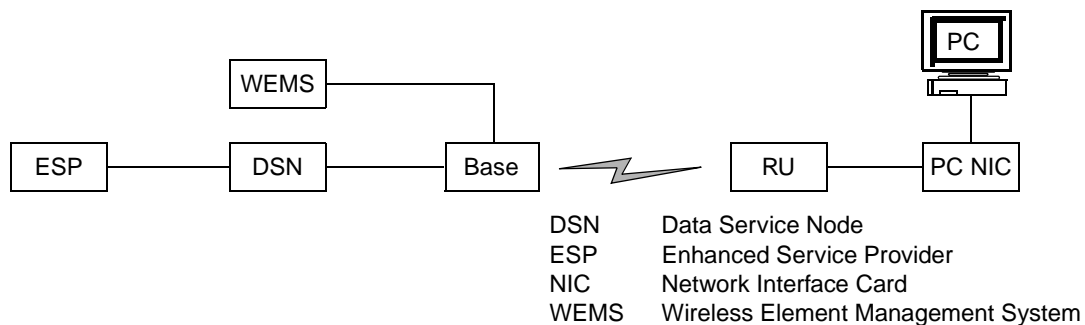 PC
WEMS
ESP DSN Base RU PC NIC
DSN Data Service Node
ESP Enhanced Service Provider
NIC Network Interface Card
WEMS Wireless Element Management System